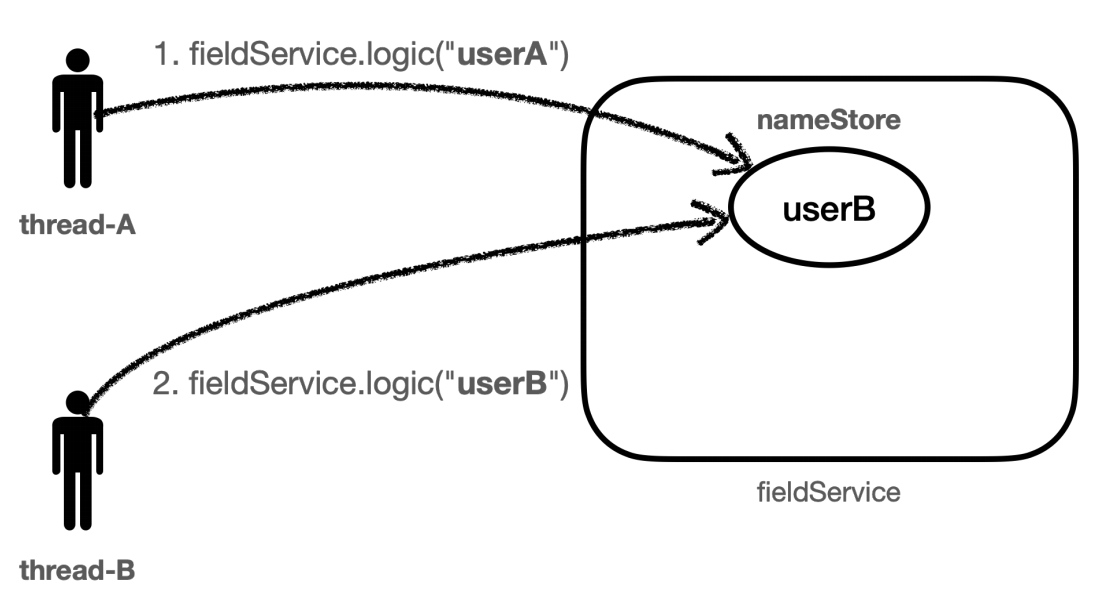 1. fieldService.logic("userA")
nameStore
userB
thread-A
2. fieldService.logic("userB")
fieldService
thread-B